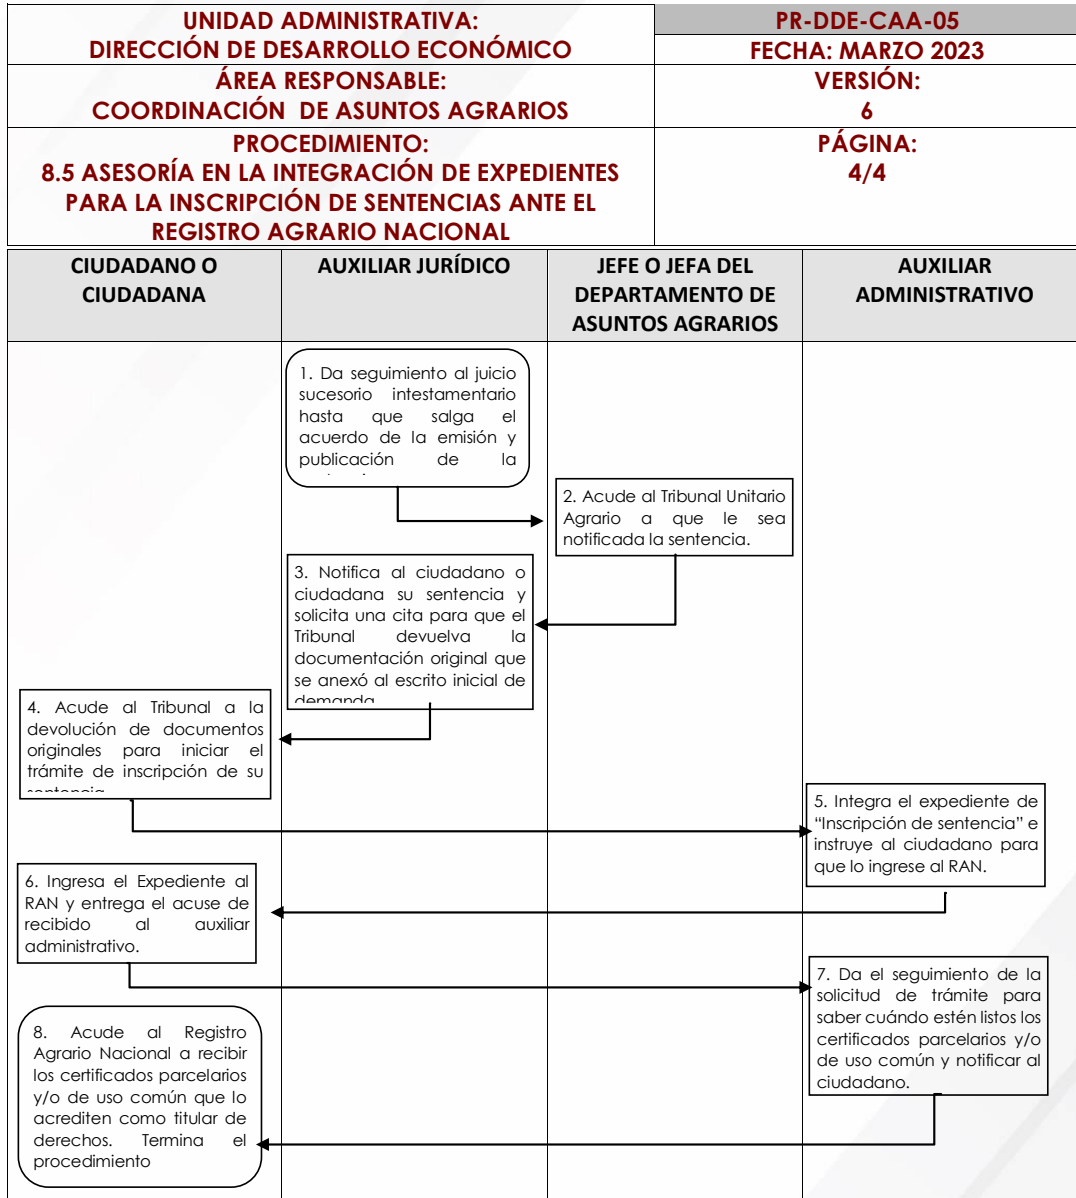 UNIDAD ADMINISTRATIVA:
DIRECCIÓN DE DESARROLLO ECONÓMICO
PR-DDE-CAA-05
FECHA: MARZO 2023
ÁREA RESPONSABLE:
COORDINACIÓN DE ASUNTOS AGRARIOS
VERSIÓN:
6
PROCEDIMIENTO:
8.5 ASESORÍA EN LA INTEGRACIÓN DE EXPEDIENTES
PARA LA INSCRIPCIÓN DE SENTENCIAS ANTE EL
REGISTRO AGRARIO NACIONAL
PÁGINA:
4/4
CIUDADANO O
CIUDADANA
AUXILIAR JURÍDICO
JEFE O JEFA DEL
DEPARTAMENTO DE
ASUNTOS AGRARIOS
AUXILIAR
ADMINISTRATIVO
1. Da seguimiento al juicio
sucesorio intestamentario
hasta que salga el
acuerdo de la emisión y
publicación de la
2. Acude al Tribunal Unitario
Agrario a que le sea
notificada la sentencia.
3. Notifica al ciudadano o
ciudadana su sentencia y
solicita una cita para que el
Tribunal devuelva la
documentación original que
se anexó al escrito inicial de
demanda
4. Acude al Tribunal a la
devolución de documentos
originales para iniciar el
trámite de inscripción de su
5. Integra el expediente de
“Inscripción de sentencia” e
instruye al ciudadano para
que lo ingrese al RAN.
6. Ingresa el Expediente al
RAN y entrega el acuse de
recibido al auxiliar
administrativo.
7. Da el seguimiento de la
solicitud de trámite para
saber cuándo estén listos los
certificados parcelarios y/o
de uso común y notificar al
ciudadano.
8. Acude al Registro
Agrario Nacional a recibir
los certificados parcelarios
y/o de uso común que lo
acrediten como titular de
derechos. Termina el
procedimiento